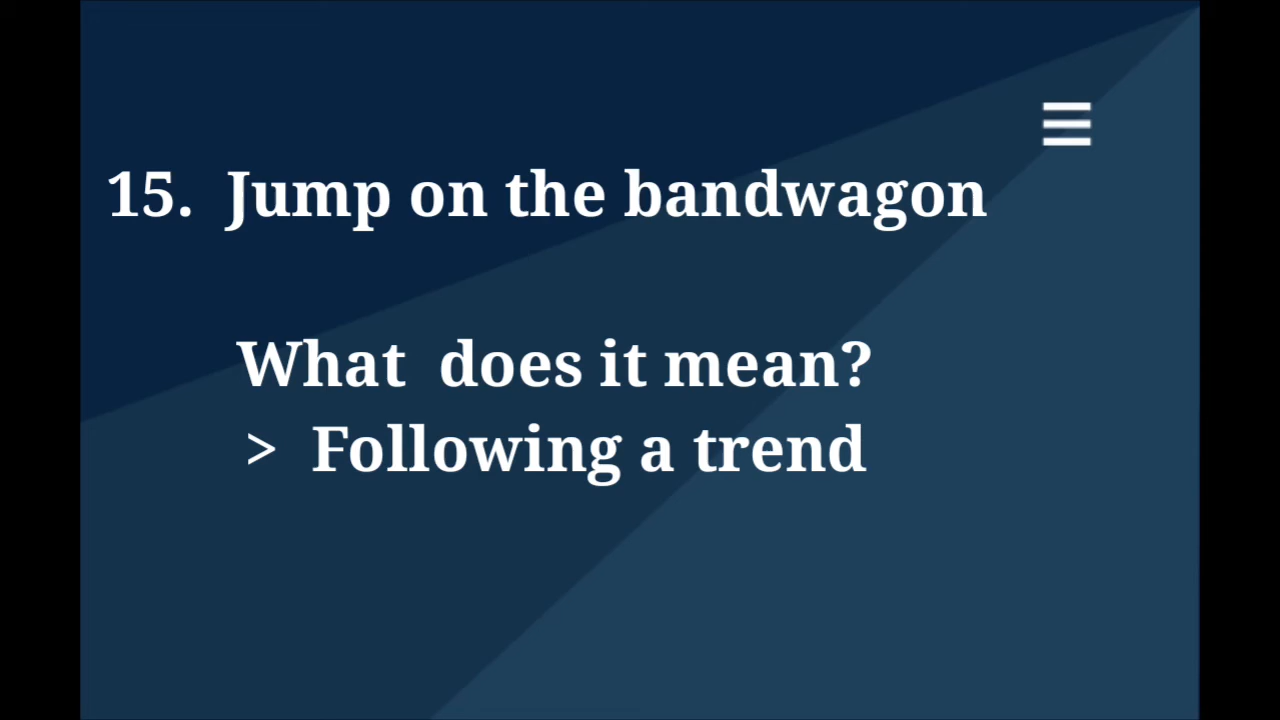 15. Jump on the bandwagon
What does it mean?
> Following a trend